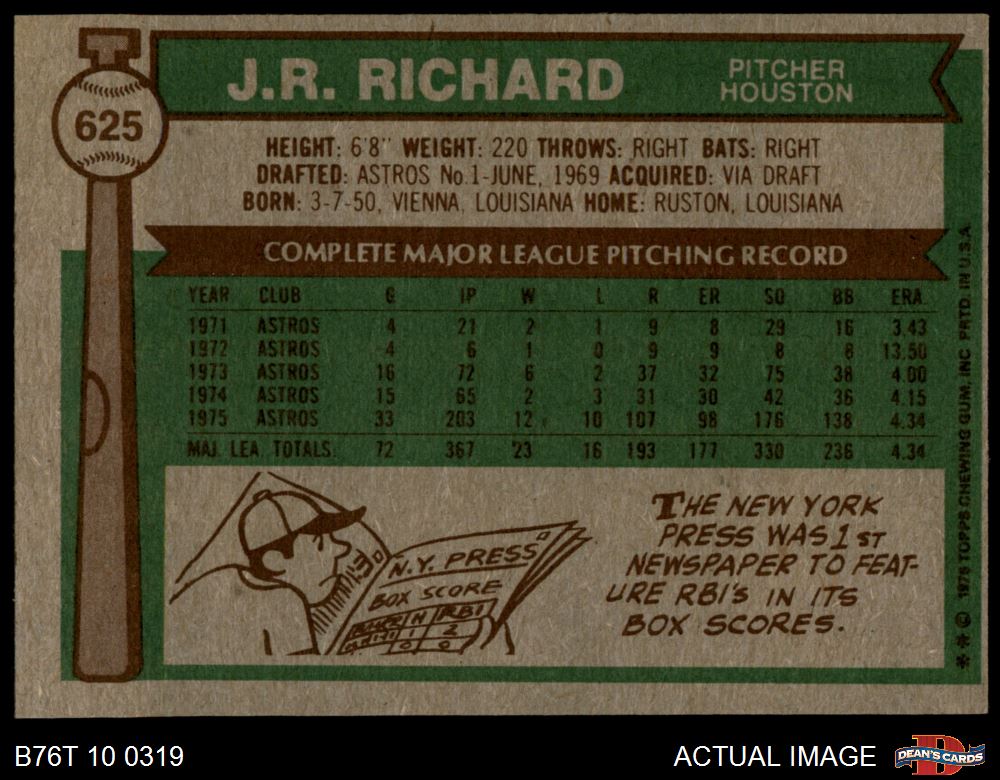 625
J.R. RICHARD
PITCHER
HOUSTON
HEIGHT: 6'8" WEIGHT: 220 THROWS: RIGHT BATS: RIGHT
DRAFTED: ASTROS No. 1-JUNE, 1969 ACQUIRED: VIA DRAFT
BORN: 3-7-50, VIENNA, LOUISIANA HOME: RUSTON, LOUISIANA
COMPLETE MAJOR LEAGUE PITCHING RECORD
YEAR CLUB G IP W L R ER SO BB ERA
1971 ASTROS 4 21 2 1 9 8 29 16 3.43
1972 ASTROS 4 6 1 0 9 9 8 8 13.50
1973 ASTROS 16 72 6 2 37 32 75 38 4.00
1974 ASTROS 15 65 2 3 31 30 42 36 4.15
1975 ASTROS 33 203 12 10 107 98 176 138 4.34
MAJ. LEA. TOTALS 72 367 23 16 193 177 330 236 4.34
N.Y. PRESS
BOX SCORE
H RBI
1 2
0 0
THE NEW YORK
PRESS WAS 1ST
NEWSPAPER TO FEAT-
URE RBI'S IN ITS
BOX SCORES.
** © 1976 TOPPS CHEWING GUM, INC. PRTD. IN U.S.A.
B76T 10 0319
ACTUAL IMAGE
DEAN'S CARDS